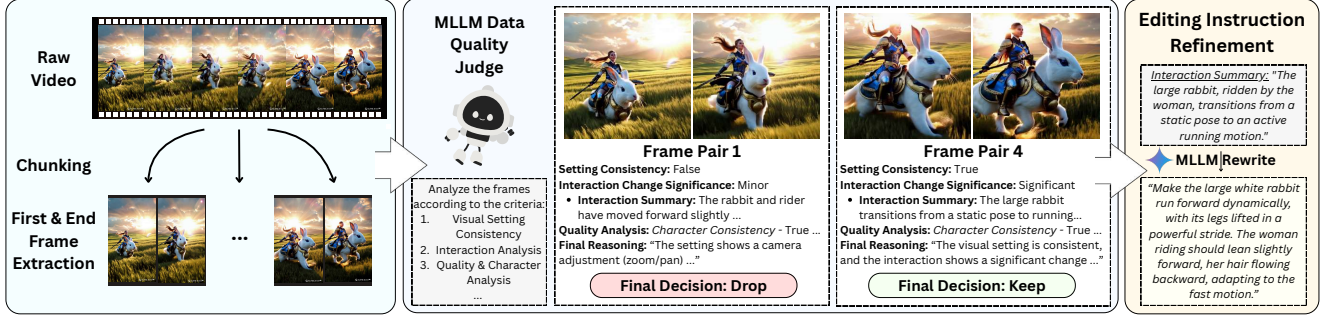 Raw
Video
Chunking
First & End
Frame
Extraction
...
MLLM Data
Quality
Judge
Analyze the frames
according to the criteria:
1. Visual Setting
Consistency
2. Interaction Analysis
3. Quality & Character
Analysis
...
Frame Pair 1
Setting Consistency: False
Interaction Change Significance: Minor
• Interaction Summary: The rabbit and rider
have moved forward slightly ...
Quality Analysis: Character Consistency - True ...
Final Reasoning: “The setting shows a camera
adjustment (zoom/pan) ...”
Final Decision: Drop
Frame Pair 4
Setting Consistency: True
Interaction Change Significance: Significant
• Interaction Summary: The large rabbit
transitions from a static pose to running...
Quality Analysis: Character Consistency - True ...
Final Reasoning: “The visual setting is consistent,
and the interaction shows a significant change ...”
Final Decision: Keep
Editing Instruction
Refinement
Interaction Summary: "The
large rabbit, ridden by the
woman, transitions from a
static pose to an active
running motion."
MLLM Rewrite
“Make the large white rabbit
run forward dynamically,
with its legs lifted in a
powerful stride. The woman
riding should lean slightly
forward, her hair flowing
backward, adapting to the
fast motion.”